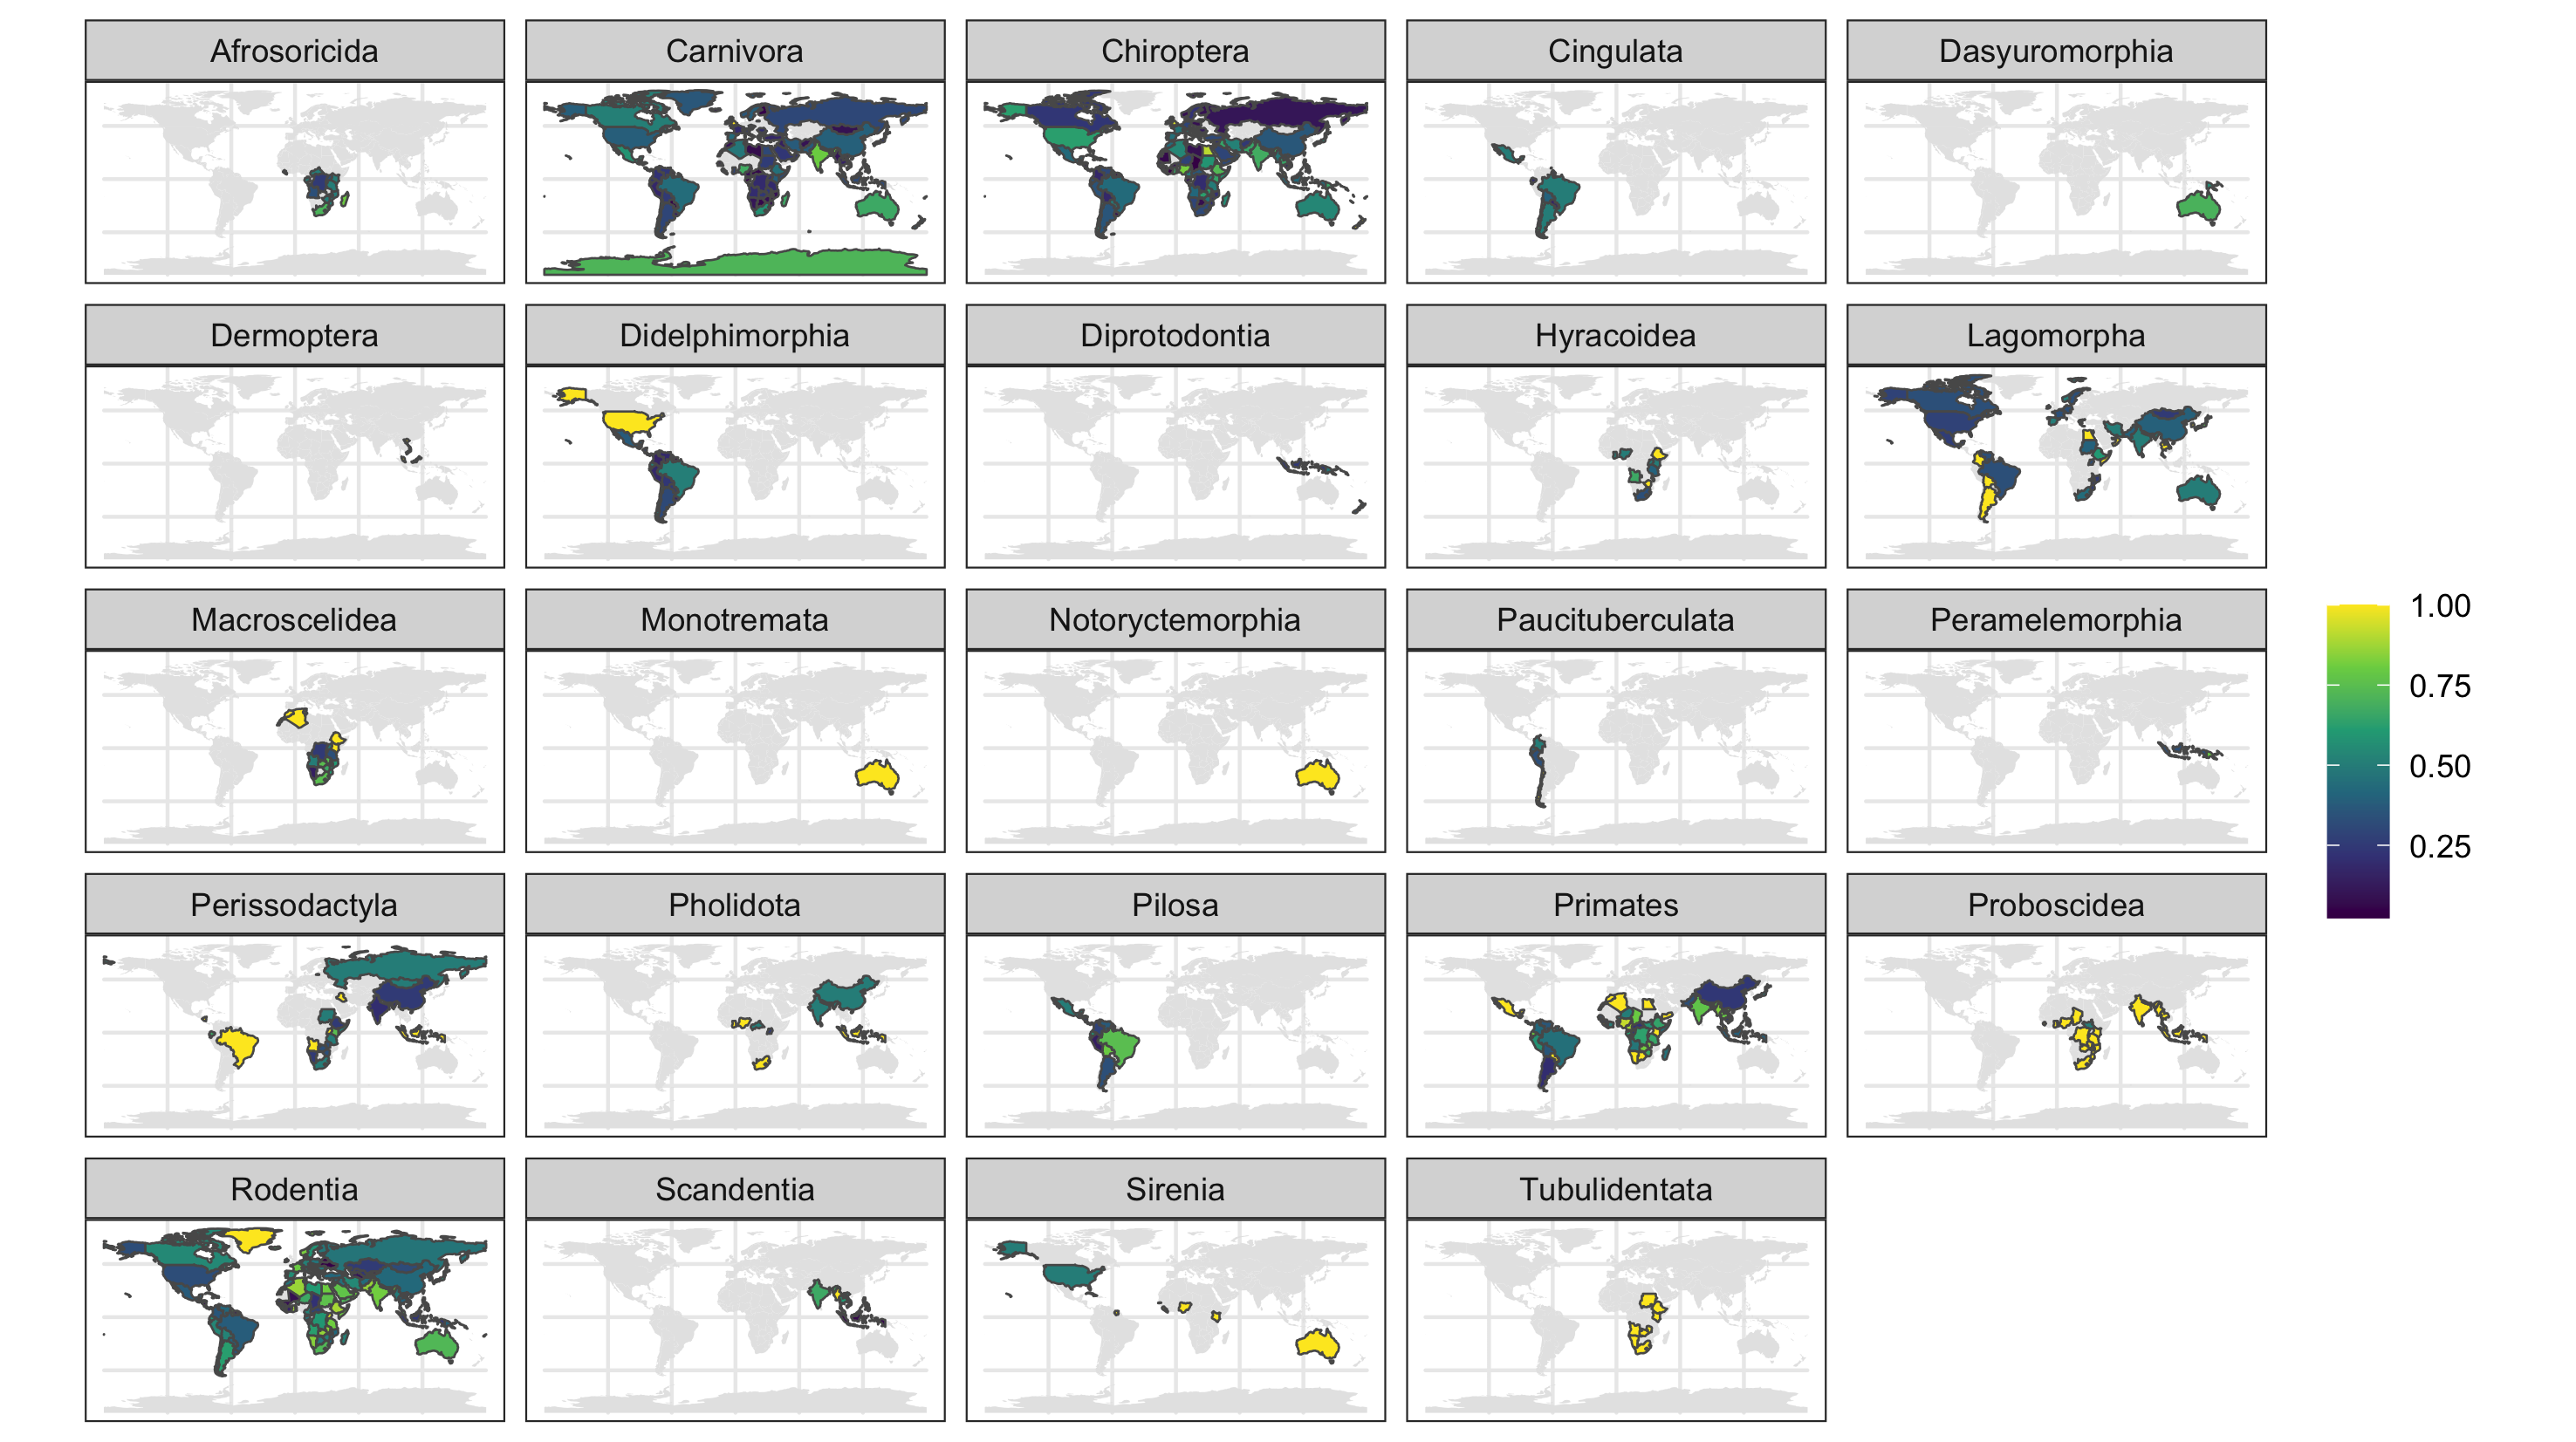 Afrosoricida
Carnivora
Chiroptera
Cingulata
Dasyuromorphia
Dermoptera
Didelphimorphia
Diprotodontia
Hyracoidea
Lagomorpha
Macroscelidea
Monotremata
Notoryctemorphia
Paucituberculata
Peramelemorphia
Perissodactyla
Pholidota
Pilosa
Primates
Proboscidea
Rodentia
Scandentia
Sirenia
Tubulidentata
1.00
0.75
0.50
0.25